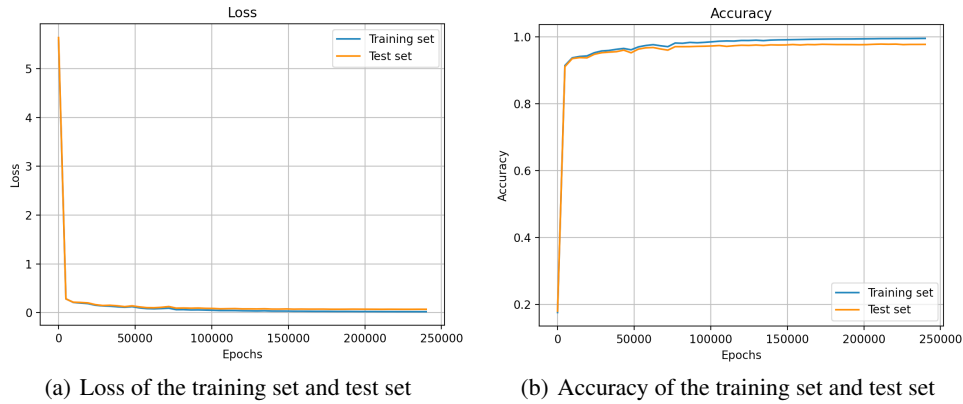 Loss
Training set
Test set
5
4
3
2
1
0
Loss
0 50000 100000 150000 200000 250000
Epochs
(a) Loss of the training set and test set
Accuracy
1.0
0.8
0.6
0.4
0.2
Accuracy
Training set
Test set
0 50000 100000 150000 200000 250000
Epochs
(b) Accuracy of the training set and test set